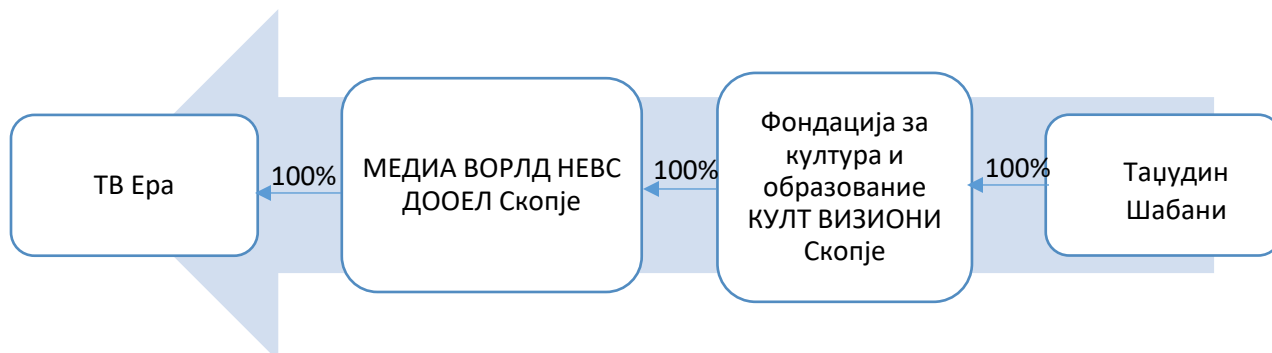 ТВ Ера
100%
МЕДИА ВОРЛД НЕВС
ДООЕЛ Скопје
100%
Фондација за
култура и
образование
КУЛТ ВИЗИОНИ
Скопје
100%
Таџудин
Шабани